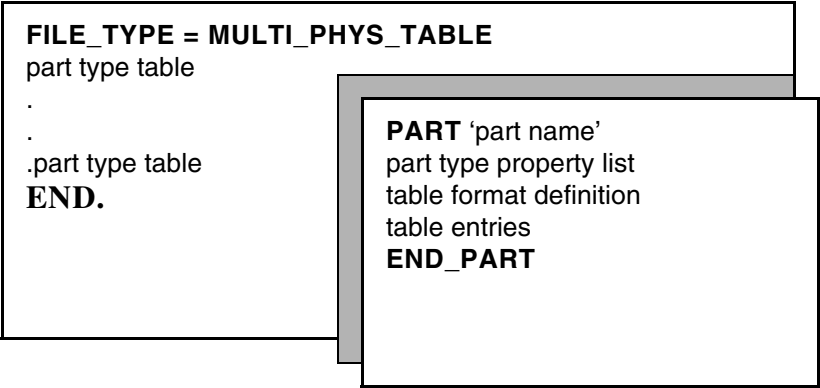 FILE_TYPE = MULTI_PHYS_TABLE
part type table
.
.
.part type table
END.
PART ‘part name’
part type property list
table format definition
table entries
END_PART